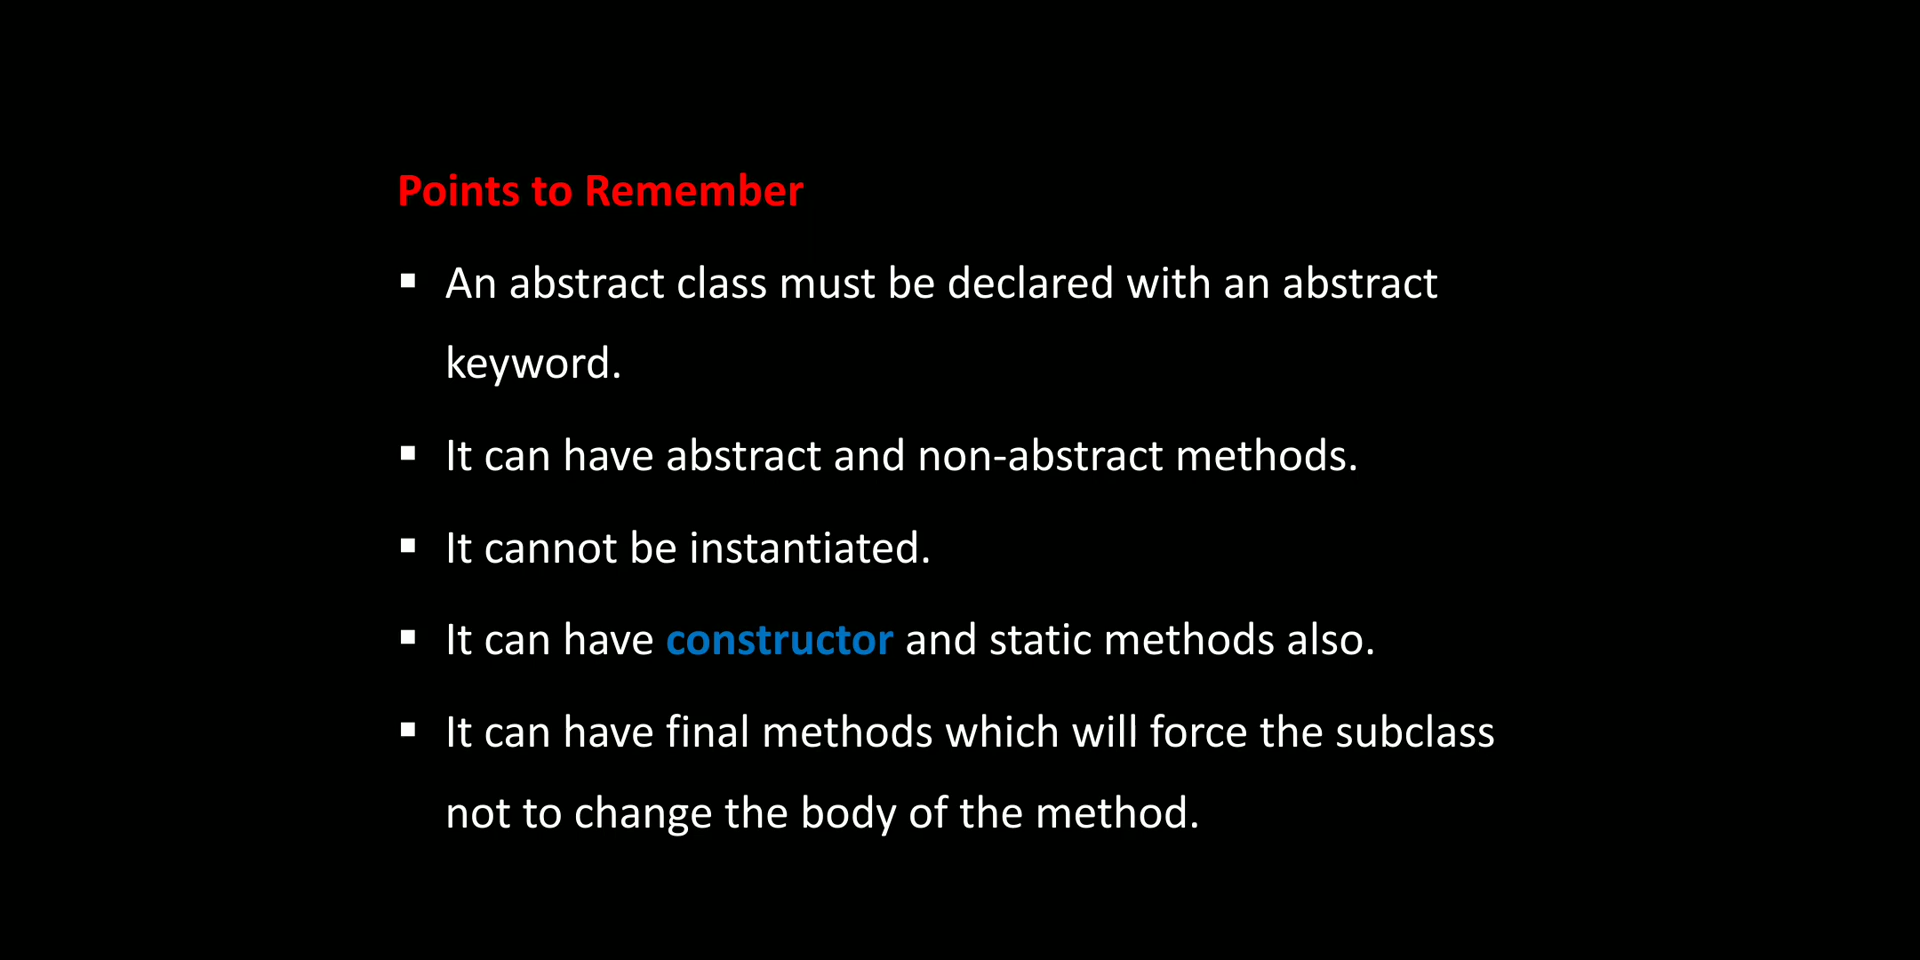 Points to Remember
▪ An abstract class must be declared with an abstract
keyword.
▪ It can have abstract and non-abstract methods.
▪ It cannot be instantiated.
▪ It can have constructor and static methods also.
▪ It can have final methods which will force the subclass
not to change the body of the method.